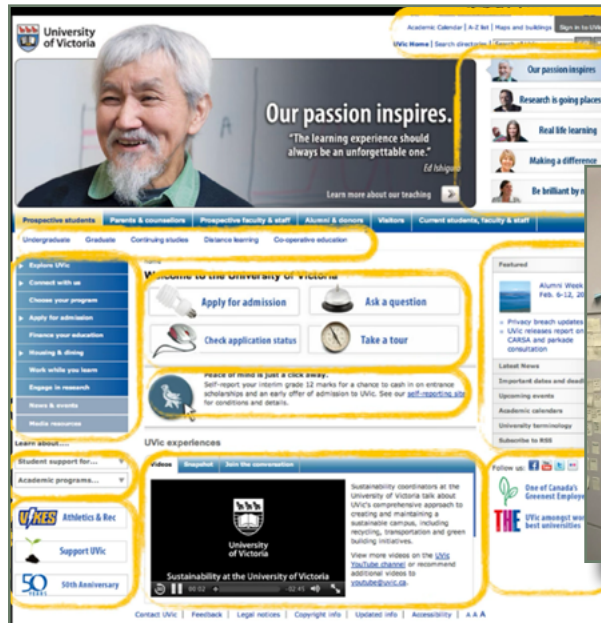 University
of Victoria
Academic Calendar | A-Z list | Maps and buildings
Sign in to UVic
UVic Home | Search directories |
Our passion inspires.
"The learning experience should
always be an unforgettable one."
Ed Ishiguro
Learn more about our teaching
Our passion inspires
Research is going places
Real life learning
Making a difference
Be brilliant by n
Prospective students
Parents & counsellors
Prospective faculty & staff
Alumni & donors
Visitors
Current students, faculty & staff
Undergraduate
Graduate
Continuing studies
Distance learning
Co-operative education
Explore UVic
Connect with us
Choose your program
Apply for admission
Finance your education
Housing & dining
Work while you learn
Engage in research
News & events
Media resources
Learn about....
Student support for...
Academic programs...
VIKES Athletics & Rec
Support UVic
50 YEARS 50th Anniversary
Home
Welcome to the University of Victoria
Apply for admission
Ask a question
Check application status
Take a tour
Peace of mind is just a click away.
Self-report your interim grade 12 marks for a chance to cash in on entrance
scholarships and an early offer of admission to UVic. See our self-reporting site
for conditions and details.
UVic experiences
Videos
Snapshot
Join the conversation
University
of Victoria
Sustainability at the University of Victoria
00:02
-02:45
Sustainability coordinators at the
University of Victoria talk about
UVic's comprehensive approach to
creating and maintaining a
sustainable campus, including
recycling, transportation and green
building initiatives.
View more videos on the UVic
YouTube channel or recommend
additional videos to
youtube@uvic.ca.
Featured
Alumni Week
Feb. 6-12, 20
Privacy breach updates
UVic releases report on
CARSA and parkade
consultation
Latest News
Important dates and deadl
Upcoming events
Academic calendars
University terminology
Subscribe to RSS
Follow us:
One of Canada's
Greenest Employe
THE UVic amongst wor
best universities
Contact UVic | Feedback | Legal notices | Copyright info | Updated info | Accessibility | A A A